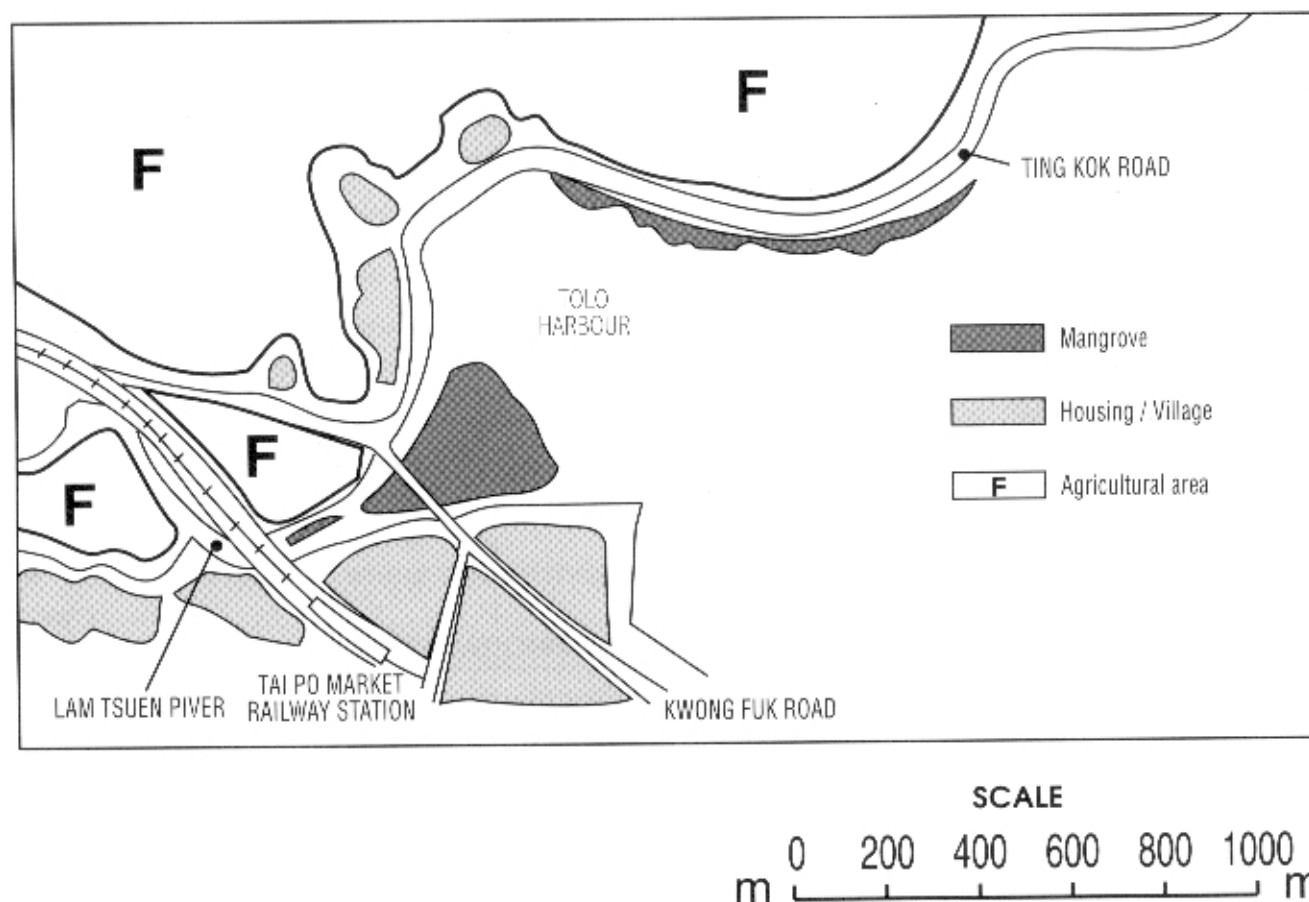 F
F
TING KOK ROAD
TOLO
HARBOUR
Mangrove
Housing / Village
F
F
F Agricultural area
LAM TSUEN PIVER
TAI PO MARKET
RAILWAY STATION
KWONG FUK ROAD
SCALE
0 200 400 600 800 1000
m m